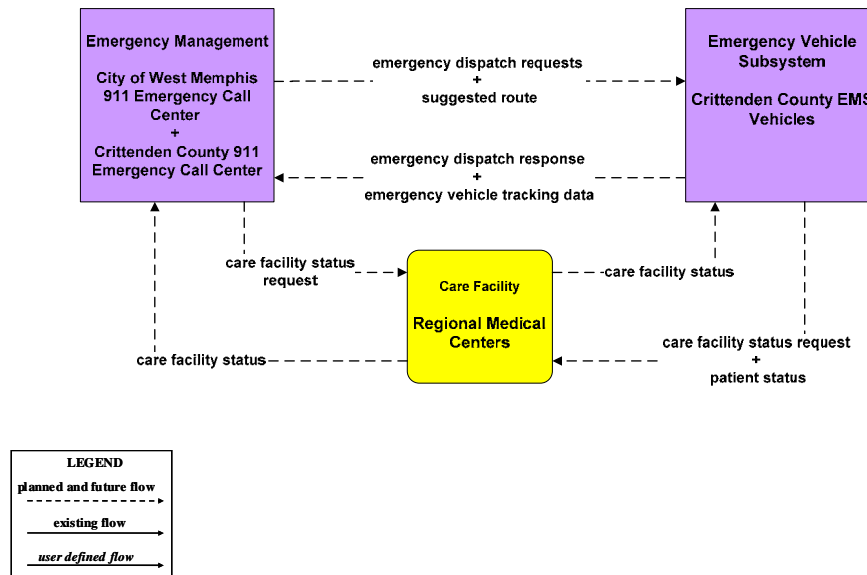 Emergency Management
City of West Memphis
911 Emergency Call
Center
+
Crittenden County 911
Emergency Call Center
emergency dispatch requests
+
suggested route
Emergency Vehicle
Subsystem
Crittenden County EMS
Vehicles
emergency dispatch response
+
emergency vehicle tracking data
care facility status
request
Care Facility
Regional Medical
Centers
care facility status
care facility status
care facility status request
+
patient status
LEGEND
planned and future flow
existing flow
user defined flow